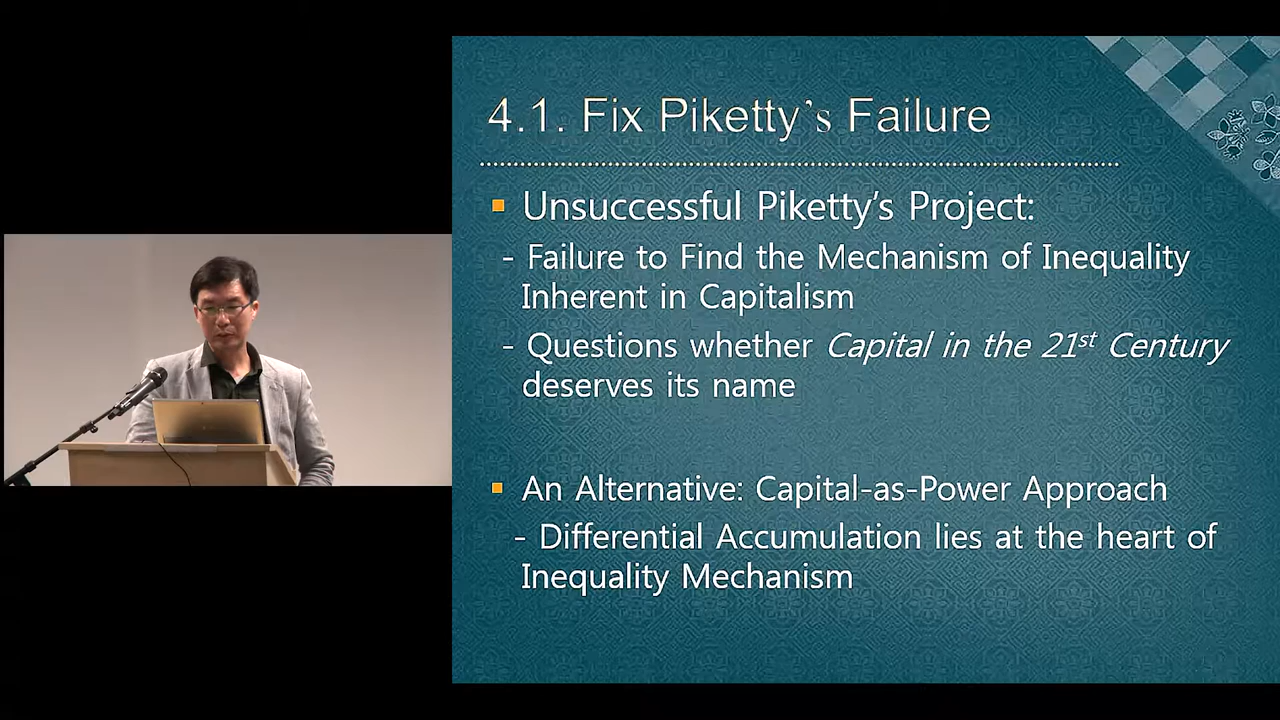 4.1. Fix Piketty's Failure
Unsuccessful Piketty's Project:
- Failure to Find the Mechanism of Inequality
Inherent in Capitalism
- Questions whether Capital in the 21st Century
deserves its name
An Alternative: Capital-as-Power Approach
- Differential Accumulation lies at the heart of
Inequality Mechanism